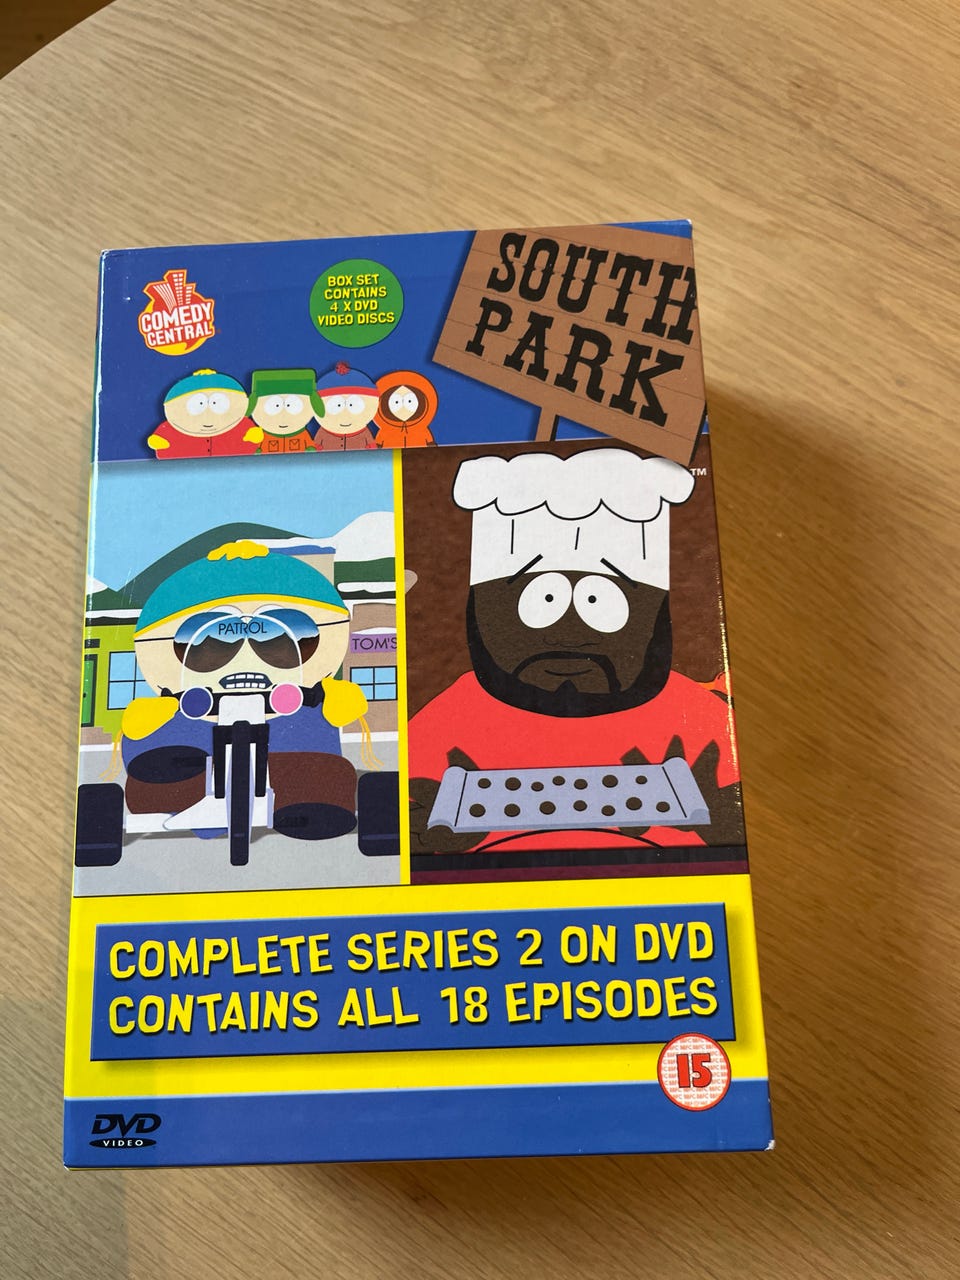 COMEDY
CENTRAL
BOX SET
CONTAINS
4 X DVD
VIDEO DISCS
SOUTH
PARK
TM
PATROL
TOM'S
COMPLETE SERIES 2 ON DVD
CONTAINS ALL 18 EPISODES
15
DVD
VIDEO